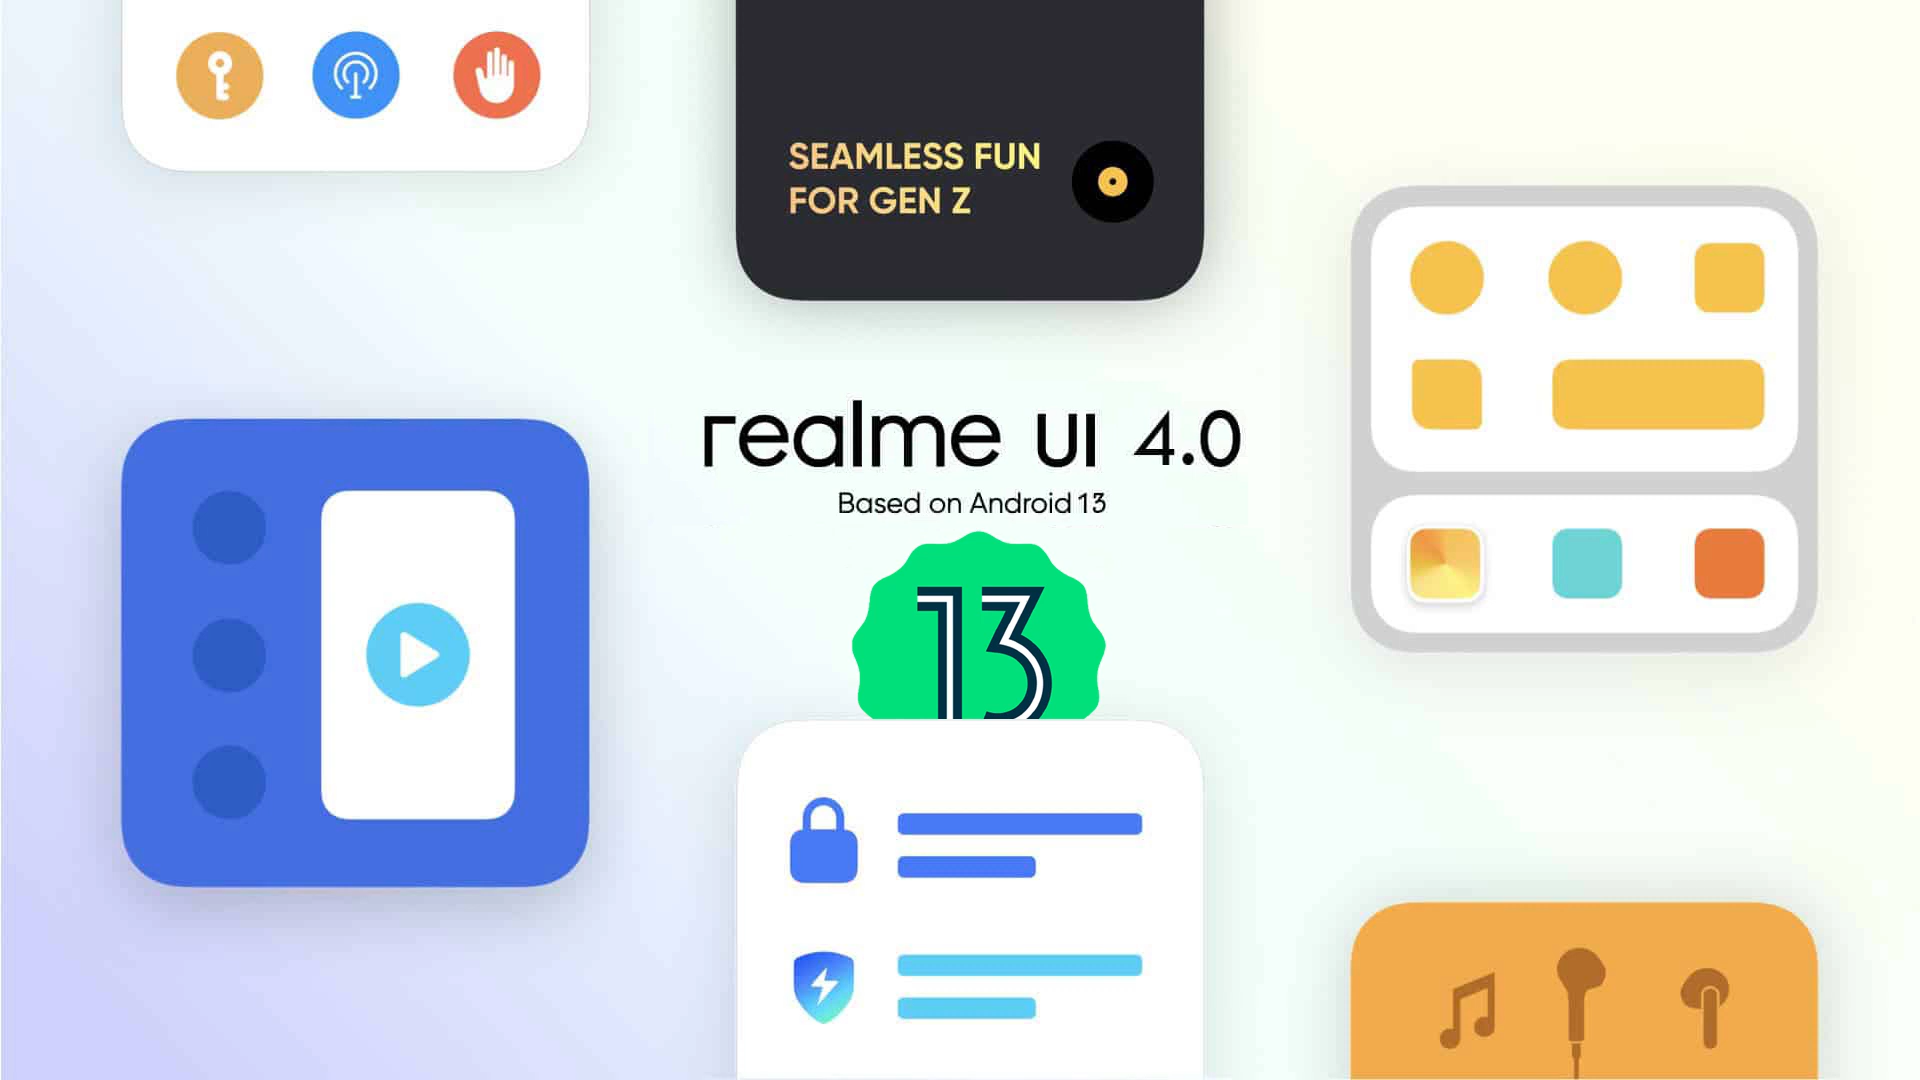 SEAMLESS FUN
FOR GEN Z
realme UI 4.0
Based on Android 13
13